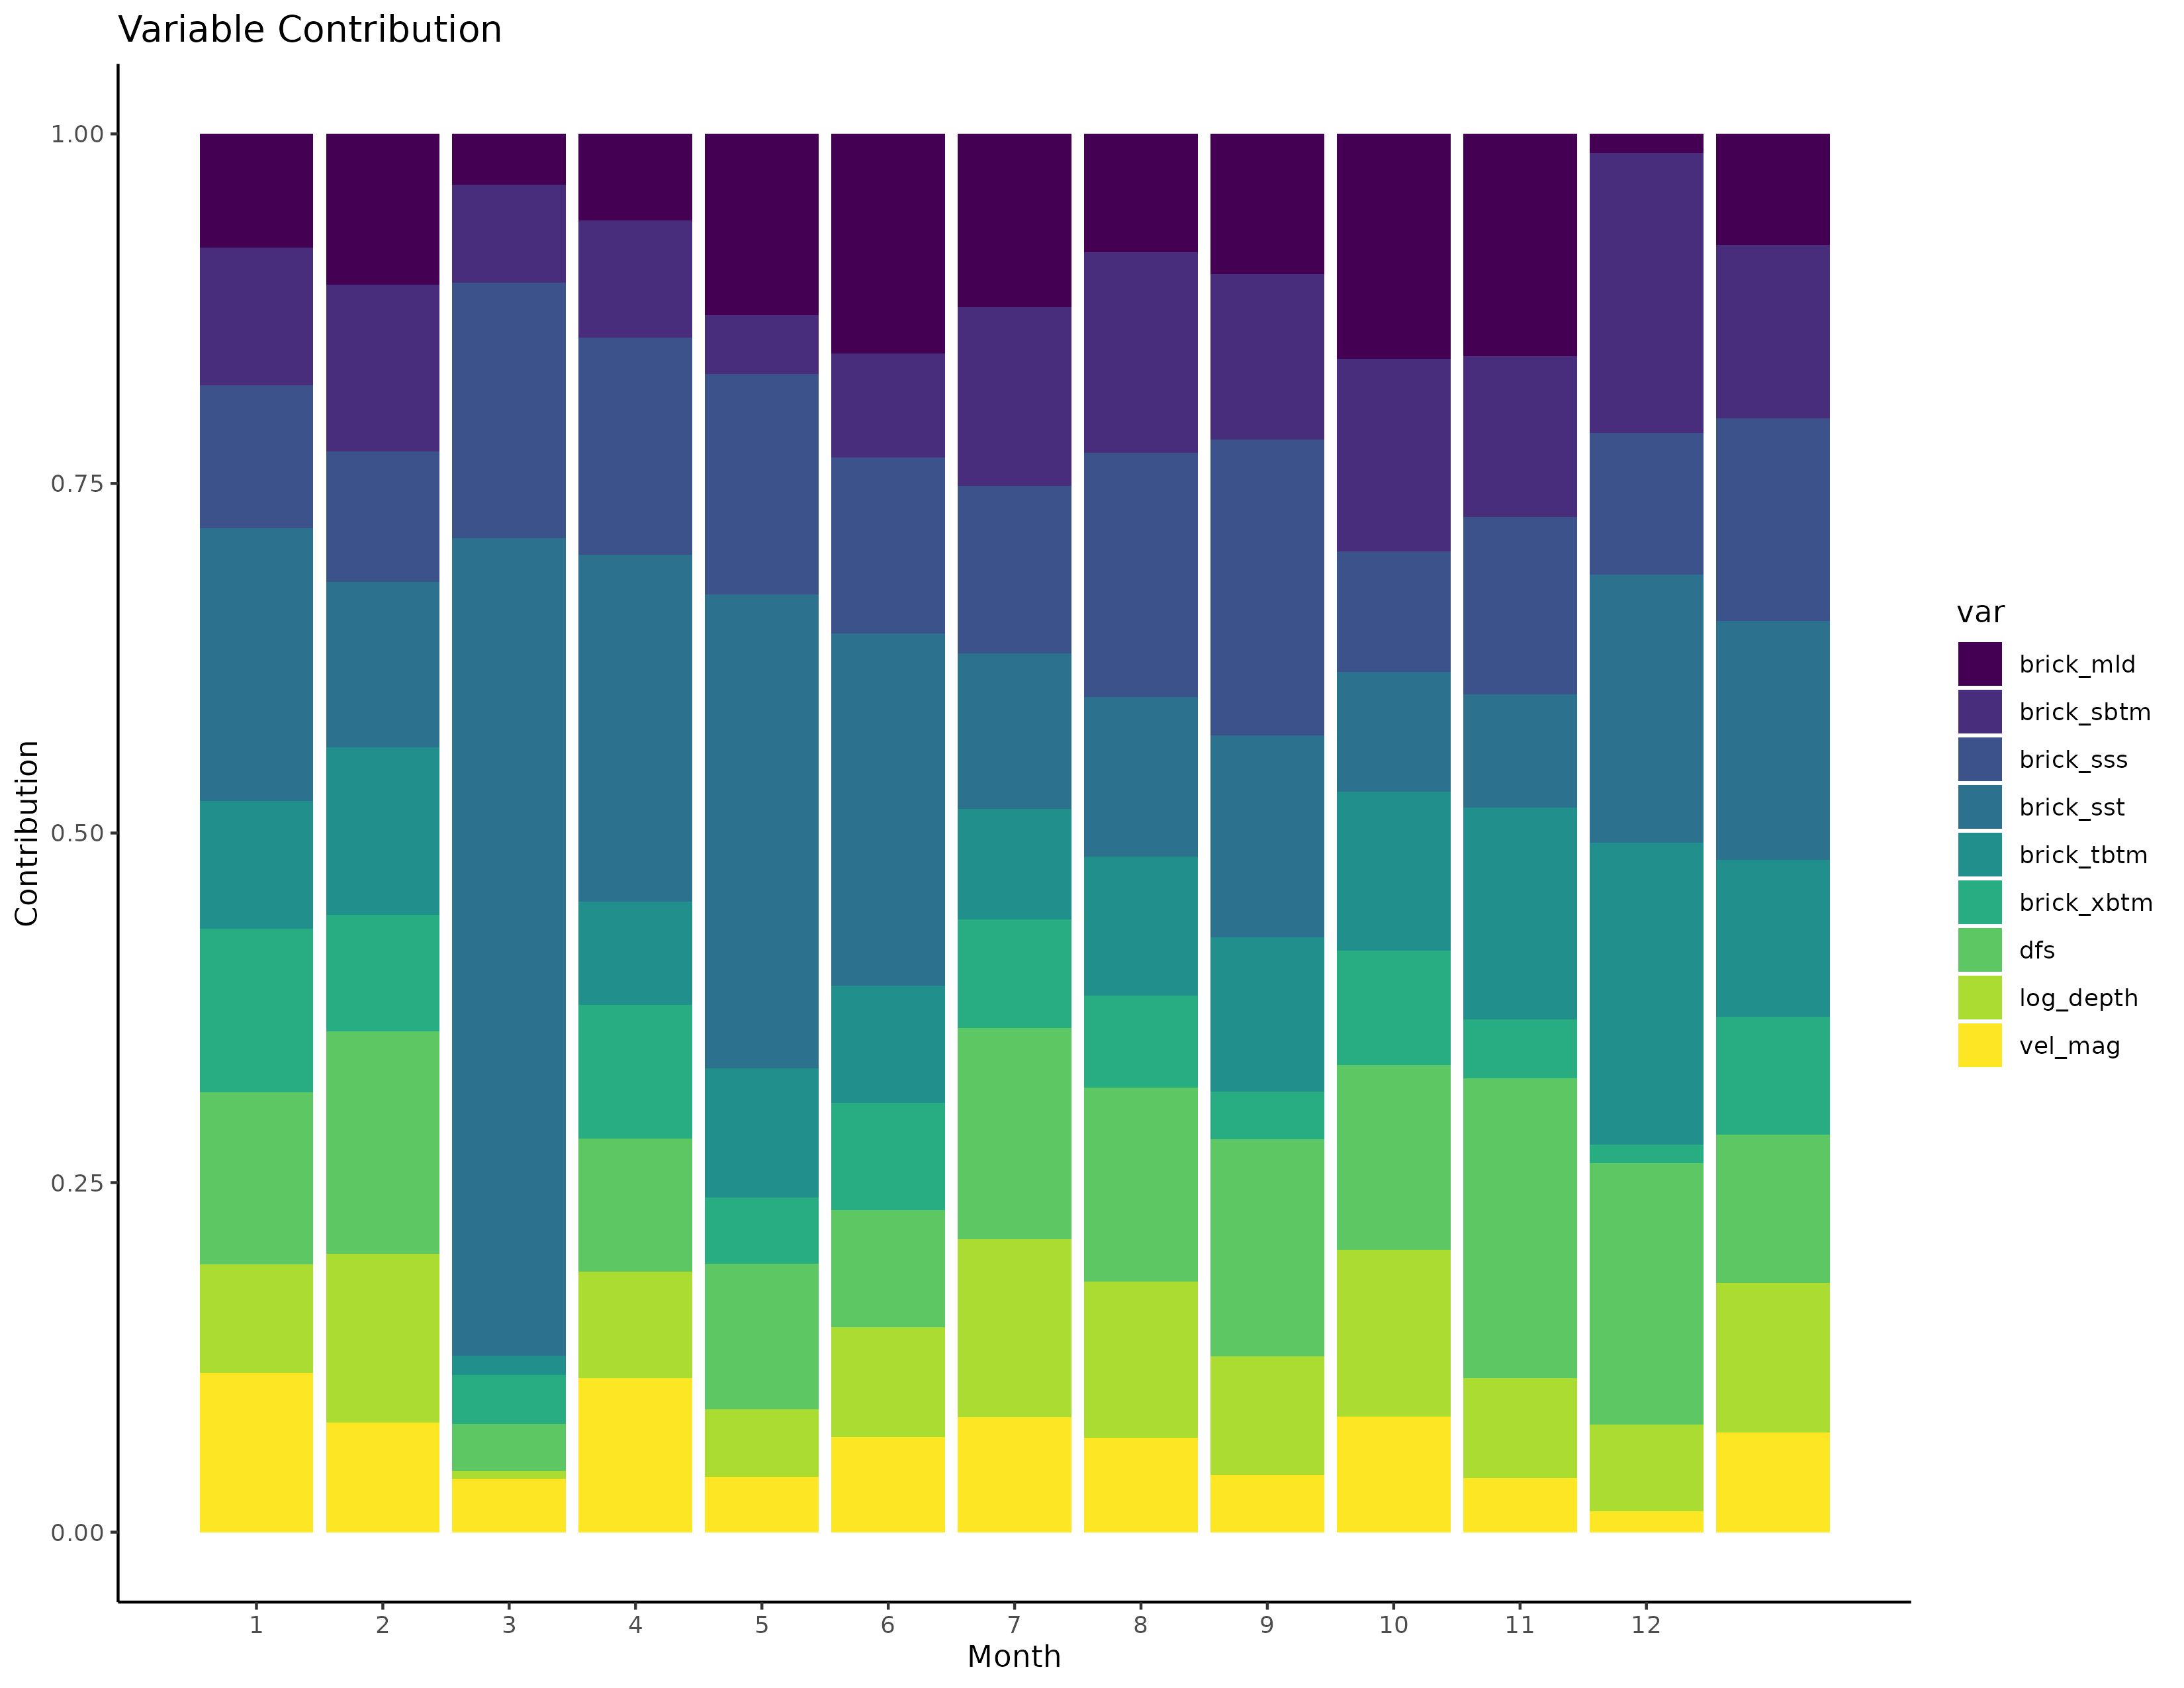 Variable Contribution
1.00
0.75
0.50
0.25
0.00
Contribution
1 2 3 4 5 6 7 8 9 10 11 12
Month
var
brick_mld
brick_sbtm
brick_sss
brick_sst
brick_tbtm
brick_xbtm
dfs
log_depth
vel_mag